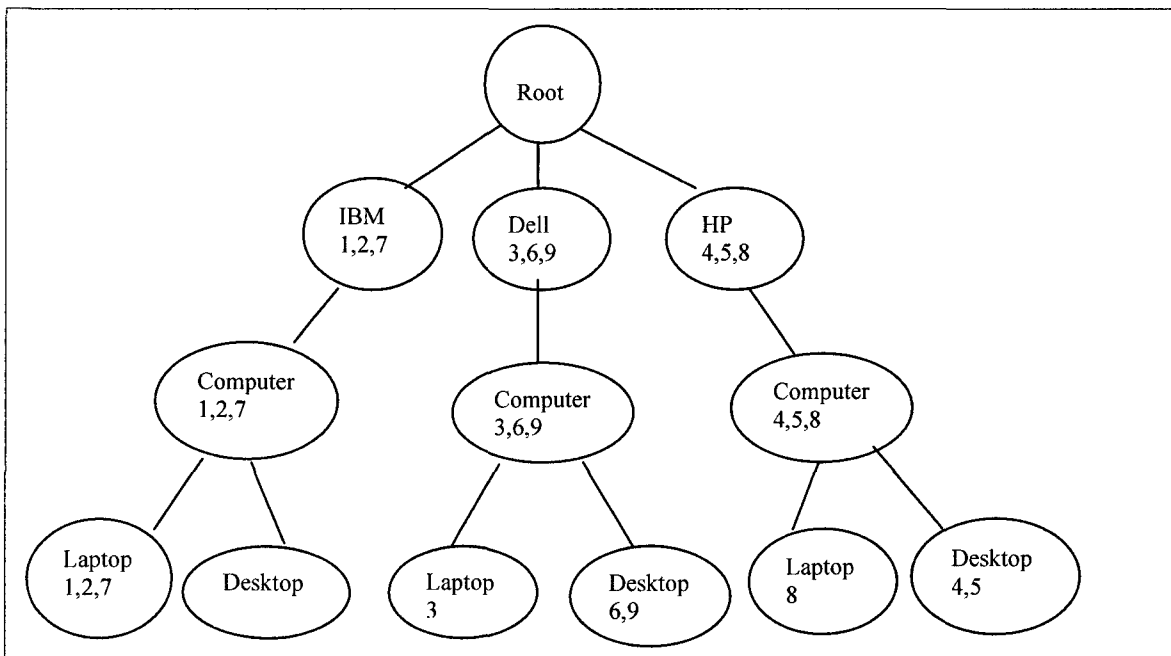 Root
IBM
1,2,7
Dell
3,6,9
HP
4,5,8
Computer
1,2,7
Computer
3,6,9
Computer
4,5,8
Laptop
1,2,7
Desktop
Laptop
3
Desktop
6,9
Laptop
8
Desktop
4,5